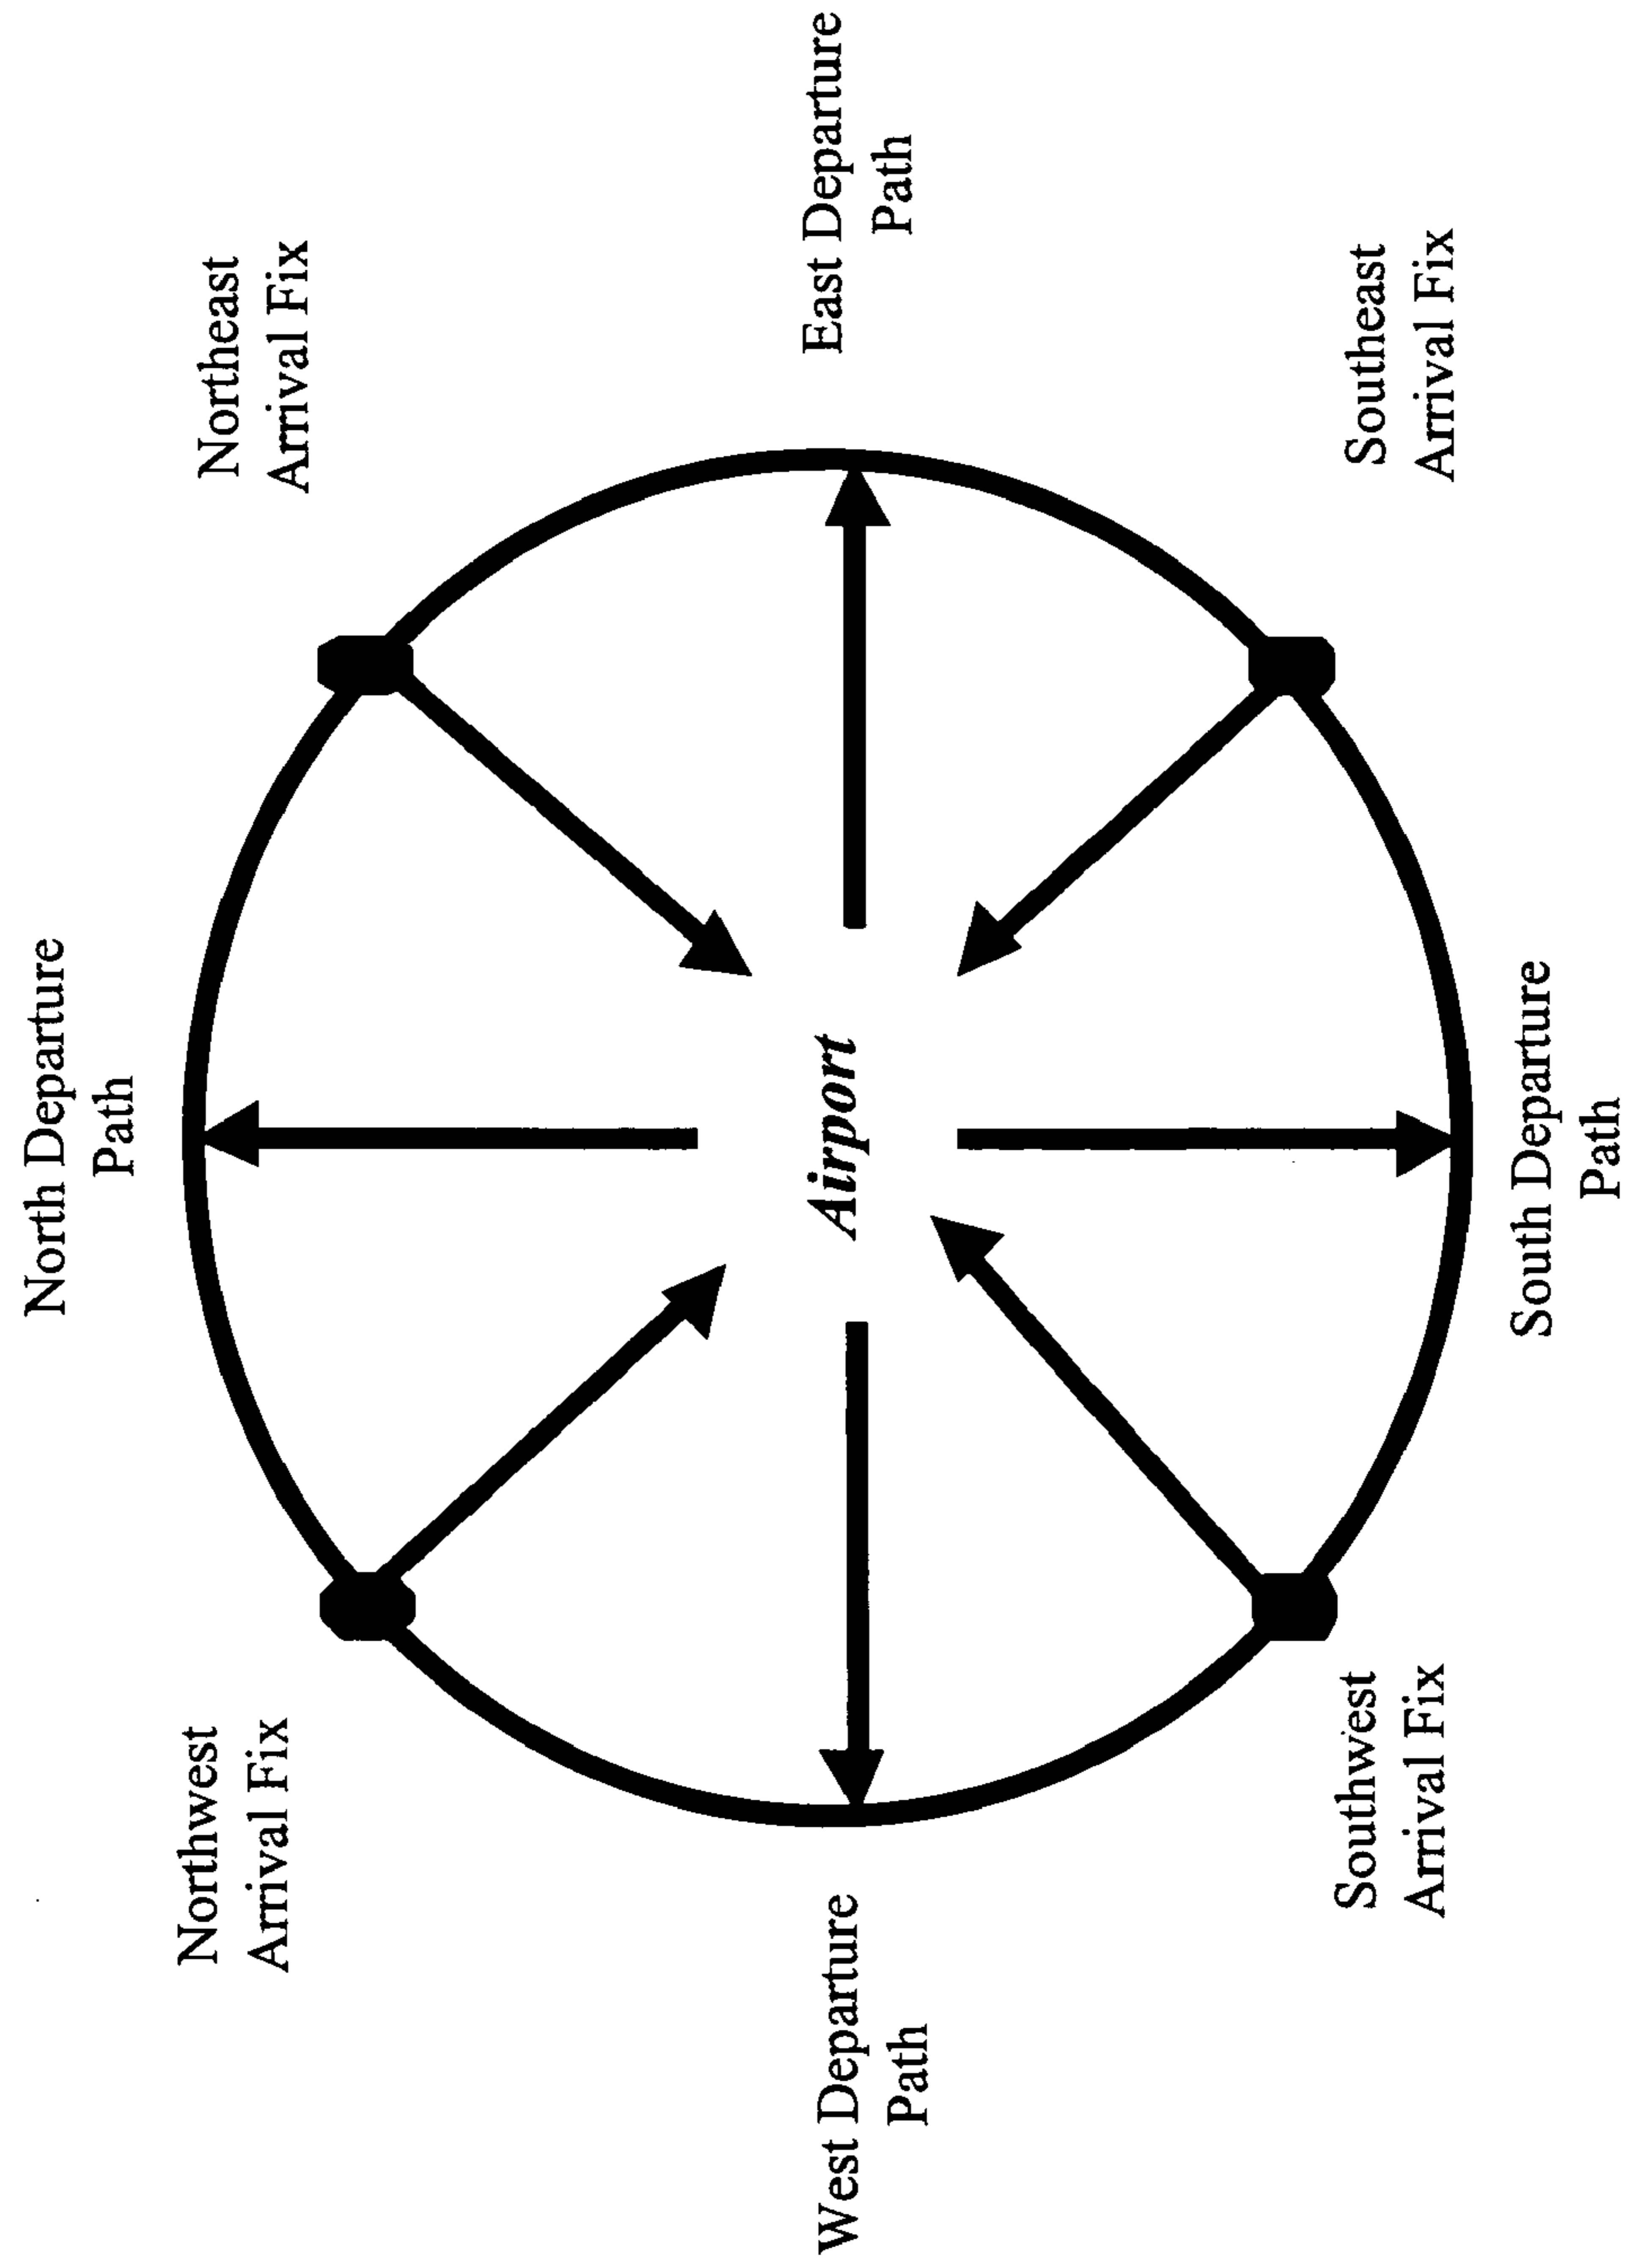 North Departure
Path
Northwest
Arrival Fix
Northeast
Arrival Fix
West Departure
Path
Airport
East Departure
Path
Southwest
Arrival Fix
Southeast
Arrival Fix
South Departure
Path